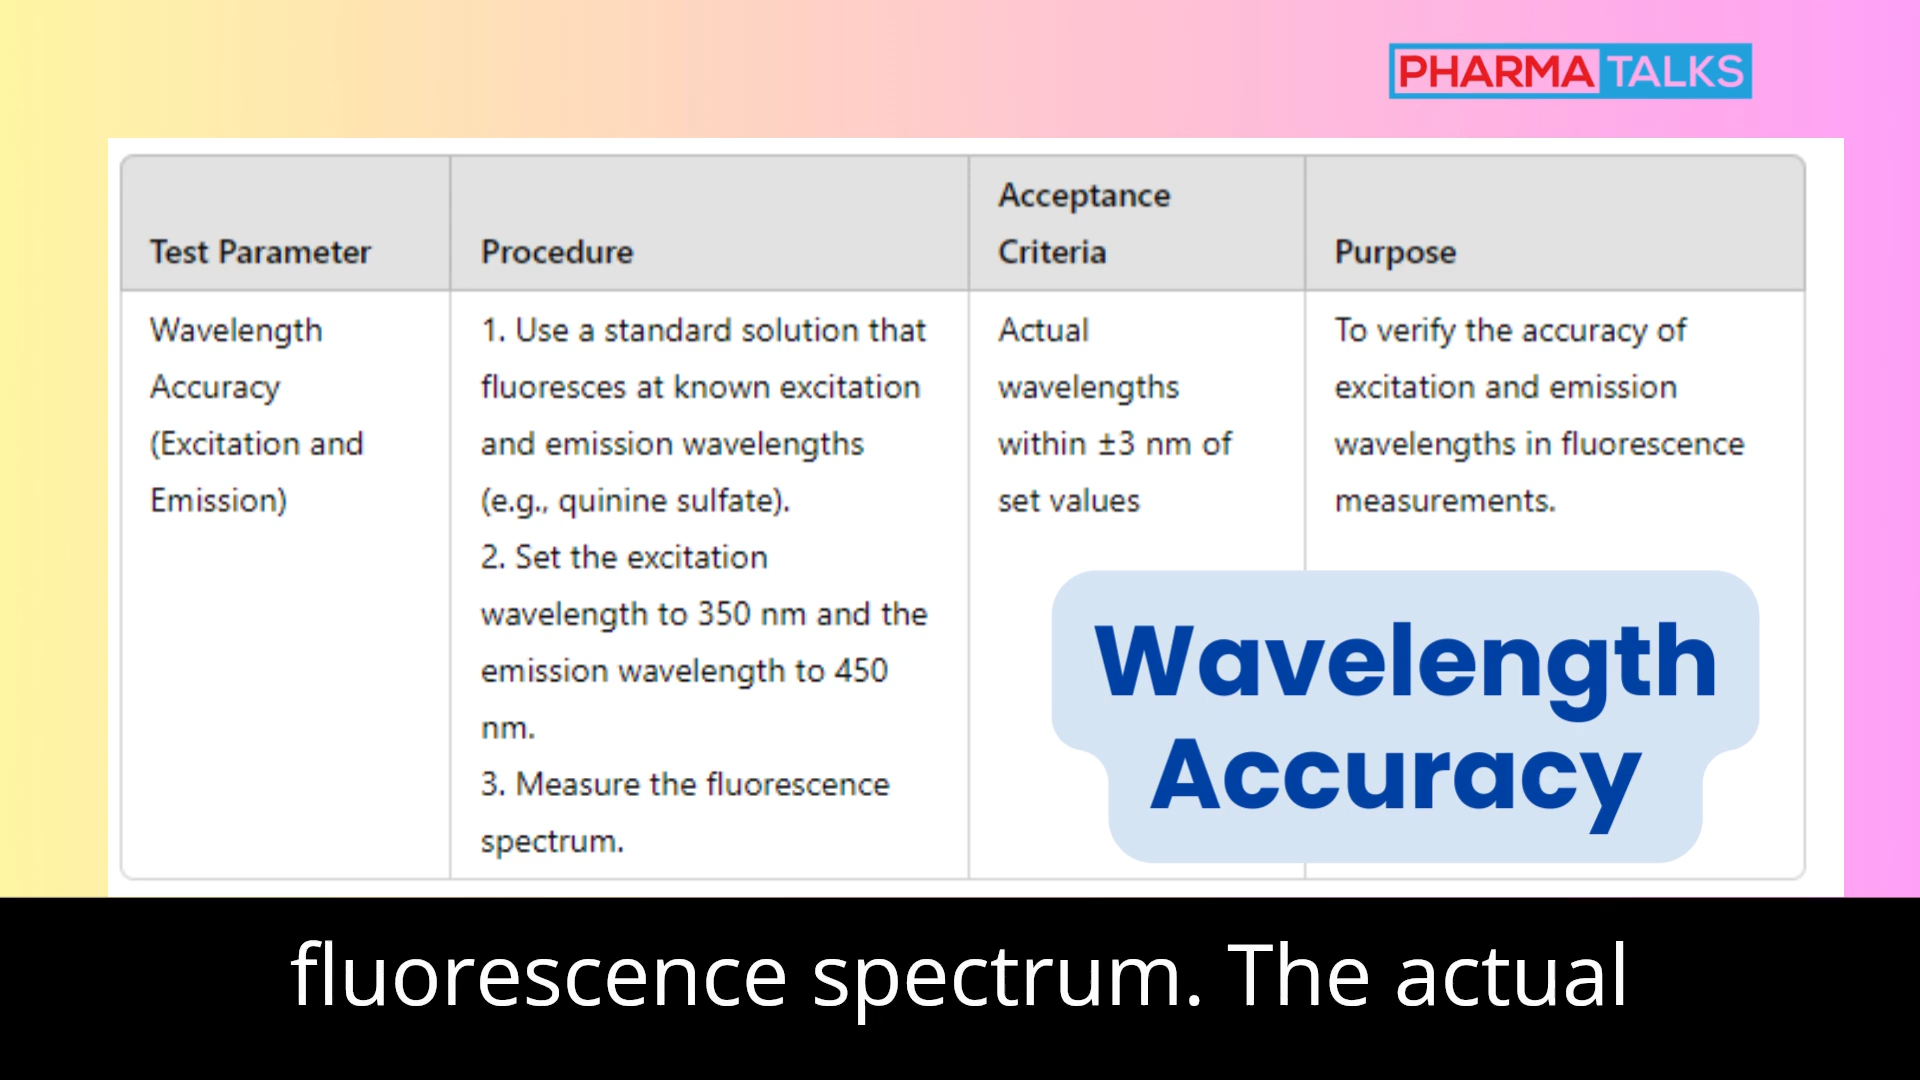 PHARMA TALKS
Test Parameter
Procedure
Acceptance
Criteria
Purpose
Wavelength
Accuracy
(Excitation and
Emission)
1. Use a standard solution that
fluoresces at known excitation
and emission wavelengths
(e.g., quinine sulfate).
2. Set the excitation
wavelength to 350 nm and the
emission wavelength to 450
nm.
3. Measure the fluorescence
spectrum.
Actual
wavelengths
within ±3 nm of
set values
To verify the accuracy of
excitation and emission
wavelengths in fluorescence
measurements.
Wavelength
Accuracy
fluorescence spectrum. The actual